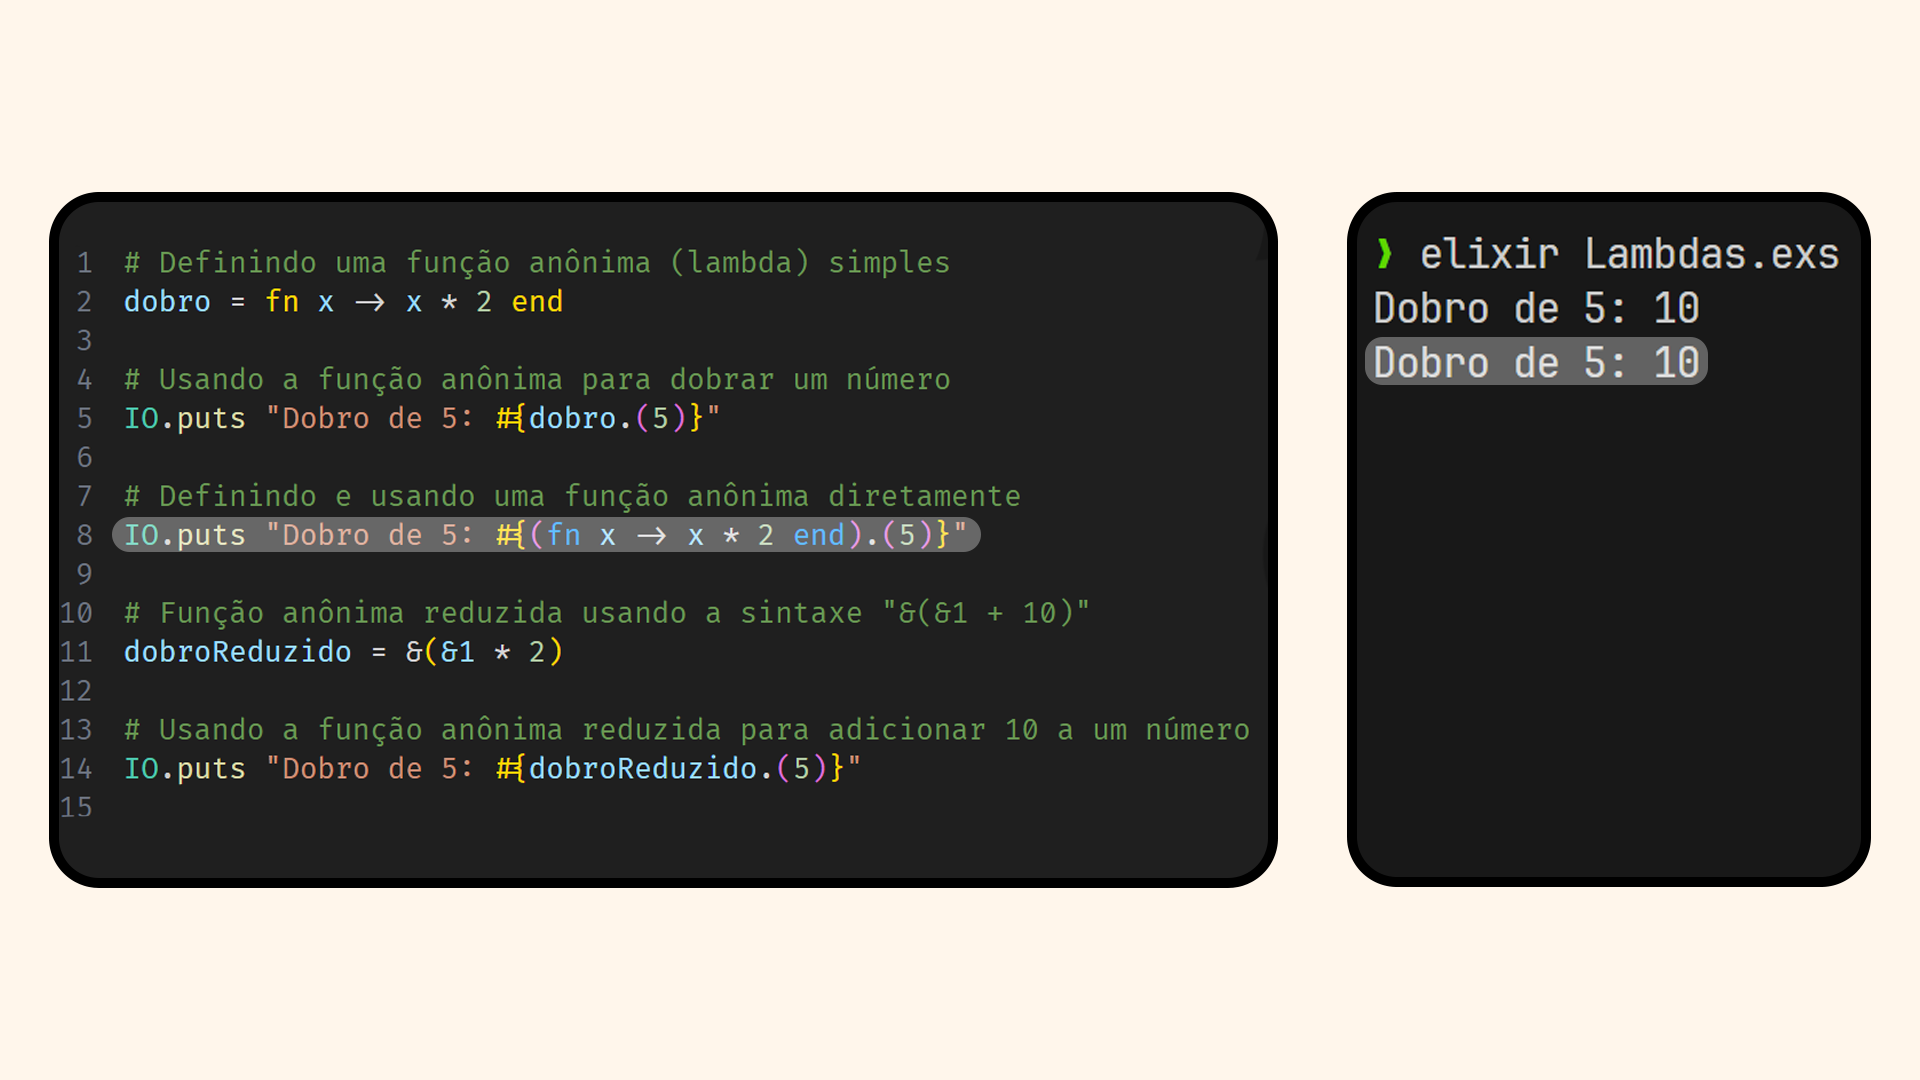 1 # Definindo uma função anônima (lambda) simples
2 dobro = fn x -> x * 2 end
3
4 # Usando a função anônima para dobrar um número
5 IO.puts "Dobro de 5: #{dobro.(5)}"
6
7 # Definindo e usando uma função anônima diretamente
8 IO.puts "Dobro de 5: #{(fn x -> x * 2 end).(5)}"
9
10 # Função anônima reduzida usando a sintaxe "&(&1 + 10)"
11 dobroReduzido = &(&1 * 2)
12
13 # Usando a função anônima reduzida para adicionar 10 a um número
14 IO.puts "Dobro de 5: #{dobroReduzido.(5)}"
15
❯ elixir Lambdas.exs
Dobro de 5: 10
Dobro de 5: 10